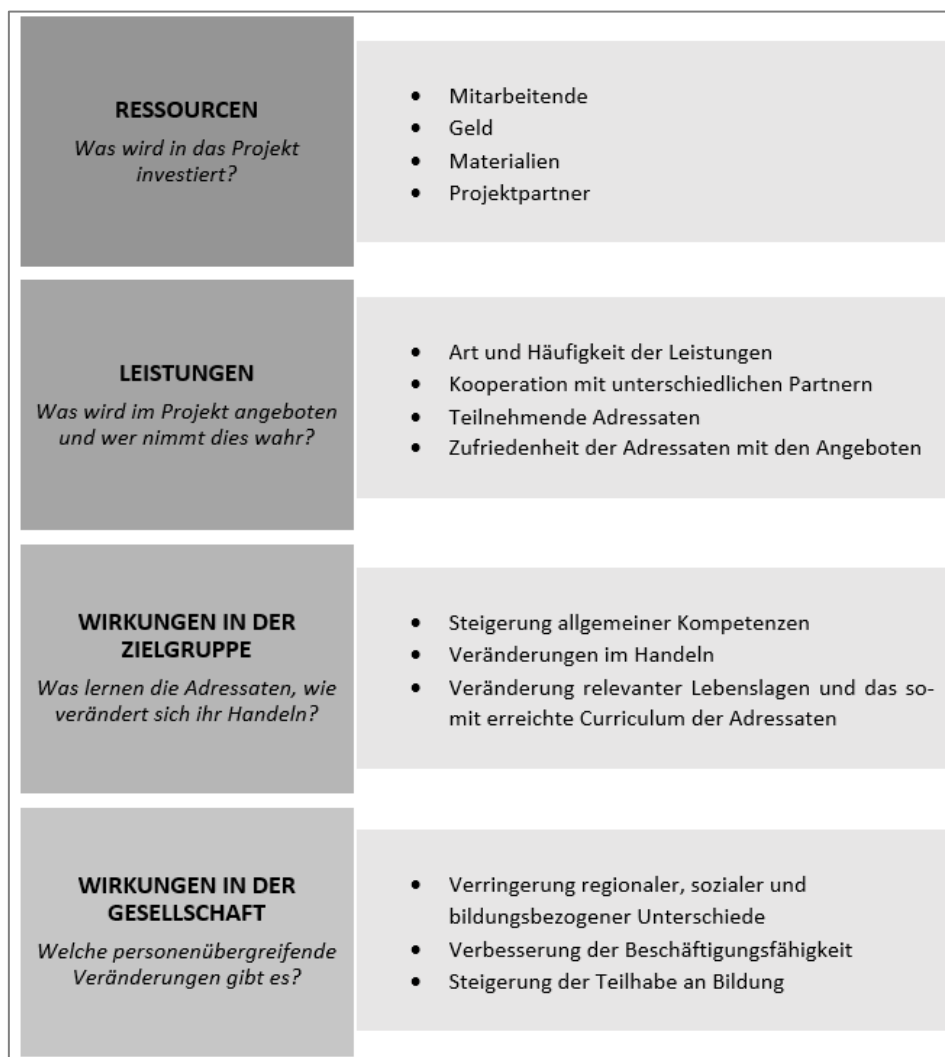 RESSOURCEN
Was wird in das Projekt
investiert?
• Mitarbeitende
• Geld
• Materialien
• Projektpartner
LEISTUNGEN
Was wird im Projekt angeboten
und wer nimmt dies wahr?
• Art und Häufigkeit der Leistungen
• Kooperation mit unterschiedlichen Partnern
• Teilnehmende Adressaten
• Zufriedenheit der Adressaten mit den Angeboten
WIRKUNGEN IN DER
ZIELGRUPPE
Was lernen die Adressaten, wie
verändert sich ihr Handeln?
• Steigerung allgemeiner Kompetenzen
• Veränderungen im Handeln
• Veränderung relevanter Lebenslagen und das so-
mit erreichte Curriculum der Adressaten
WIRKUNGEN IN DER
GESELLSCHAFT
Welche personenübergreifende
Veränderungen gibt es?
• Verringerung regionaler, sozialer und
bildungsbezogener Unterschiede
• Verbesserung der Beschäftigungsfähigkeit
• Steigerung der Teilhabe an Bildung